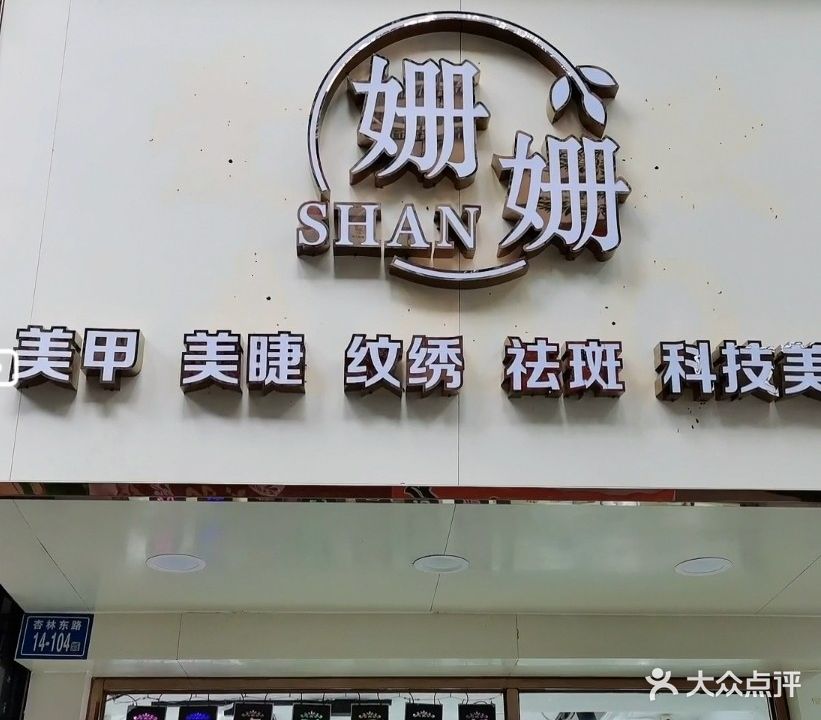 姗姗
SHAN
美甲 美睫 纹绣 祛斑 科技美
杏林东路
14-104
大众点评